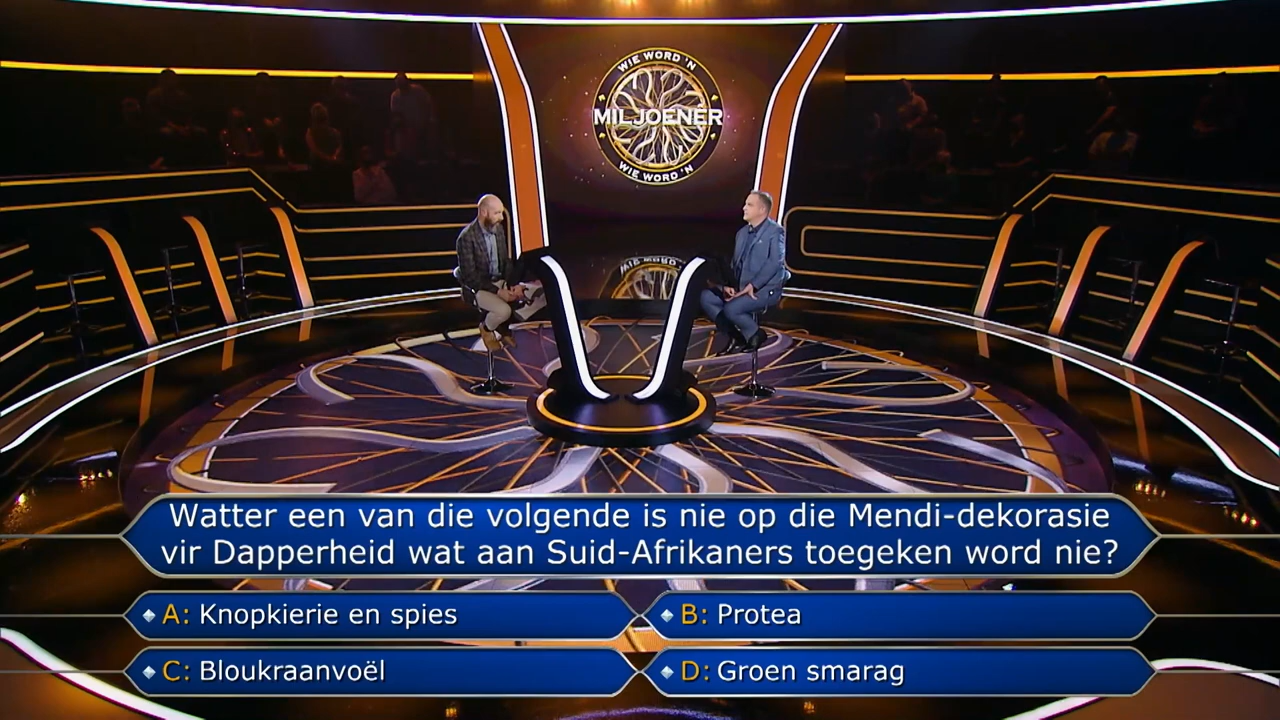 WIE WORD 'N
MILJOENÊR
WIE WORD 'N
Watter een van die volgende is nie op die Mendi-dekorasie
vir Dapperheid wat aan Suid-Afrikaners toegeken word nie?
A: Knopkierie en spies
B: Protea
C: Bloukraanvoël
D: Groen smarag